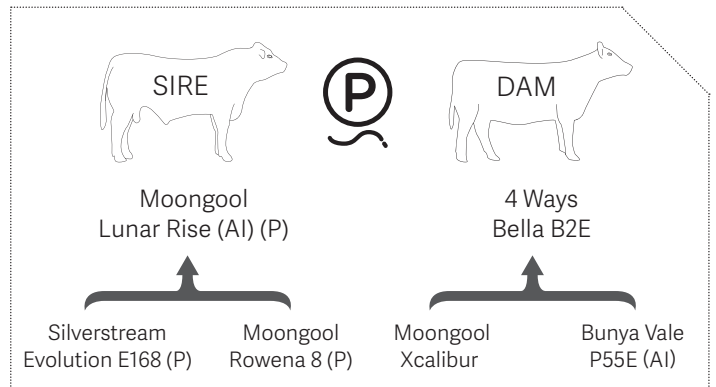 SIRE
P
DAM
Moongool
Lunar Rise (AI) (P)
4 Ways
Bella B2E
Silverstream
Evolution E168 (P)
Moongool
Rowena 8 (P)
Moongool
Xcalibur
Bunya Vale
P55E (AI)